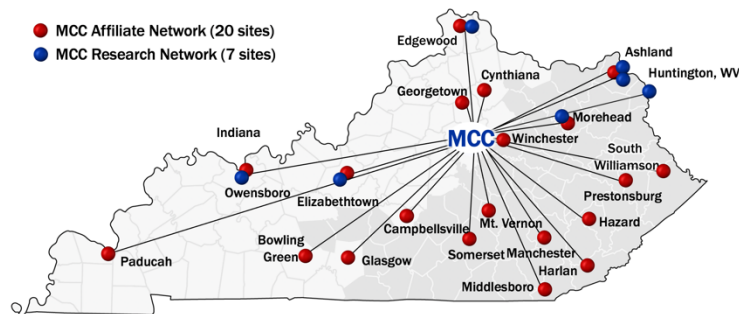 MCC Affiliate Network (20 sites)
MCC Research Network (7 sites)
Edgewood
Ashland
Huntington, WV
Cynthiana
Georgetown
Morehead
Indiana
MCC
Winchester
South
Williamson
Owensboro
Elizabethtown
Prestonsburg
Campbellsville
Mt. Vernon
Hazard
Bowling
Green
Paducah
Glasgow
Somerset
Manchester
Harlan
Middlesboro